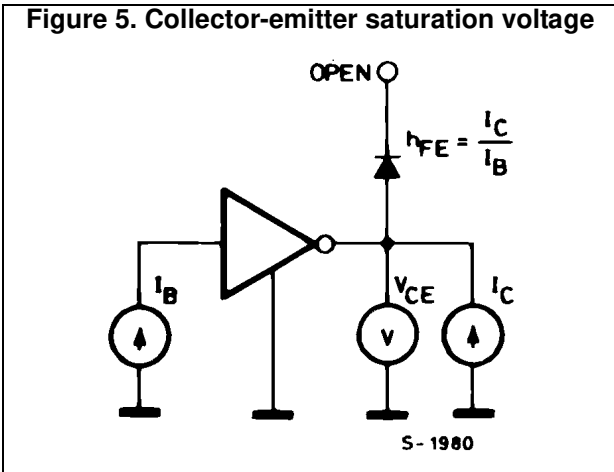 Figure 5. Collector-emitter saturation voltage
OPEN
hFE = IC
IB
IB
VCE
IC
V
S-1980